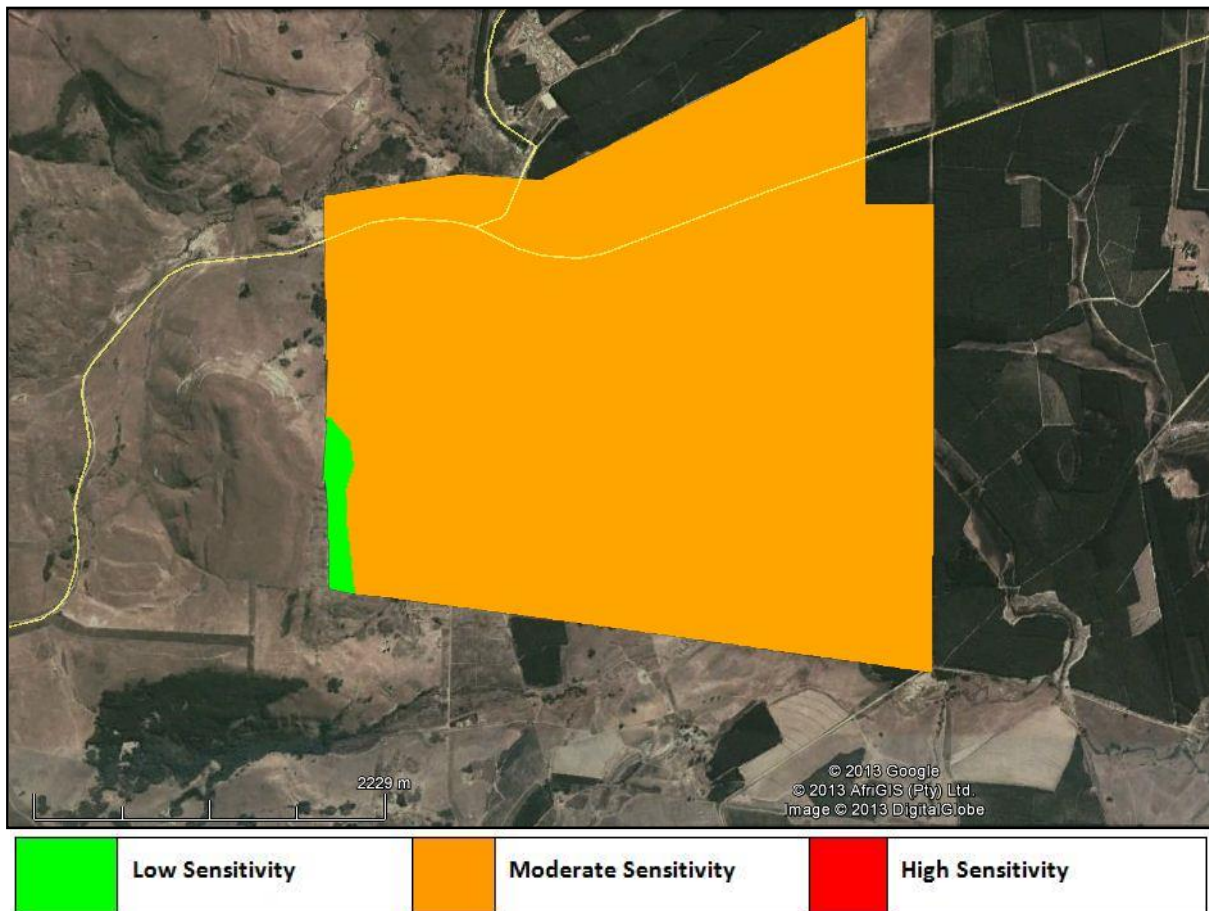 2229 m
© 2013 Google
© 2013 AfriGIS (Pty) Ltd.
Image © 2013 DigitalGlobe
Low Sensitivity
Moderate Sensitivity
High Sensitivity